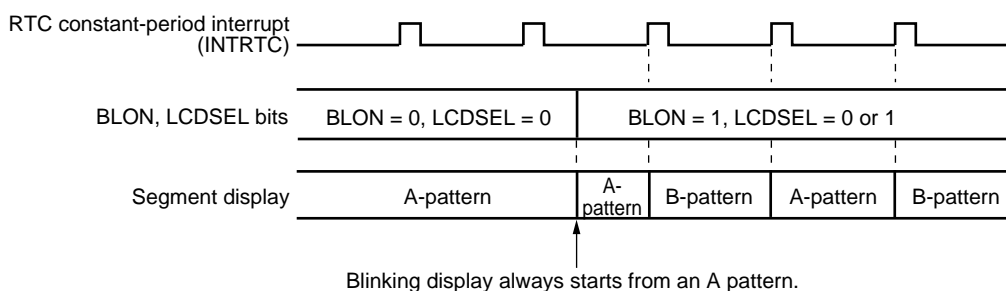 RTC constant-period interrupt
(INTRTC)
BLON, LCDSEL bits
BLON = 0, LCDSEL = 0
BLON = 1, LCDSEL = 0 or 1
Segment display
A-pattern
A-
pattern
B-pattern
A-pattern
B-pattern
Blinking display always starts from an A pattern.